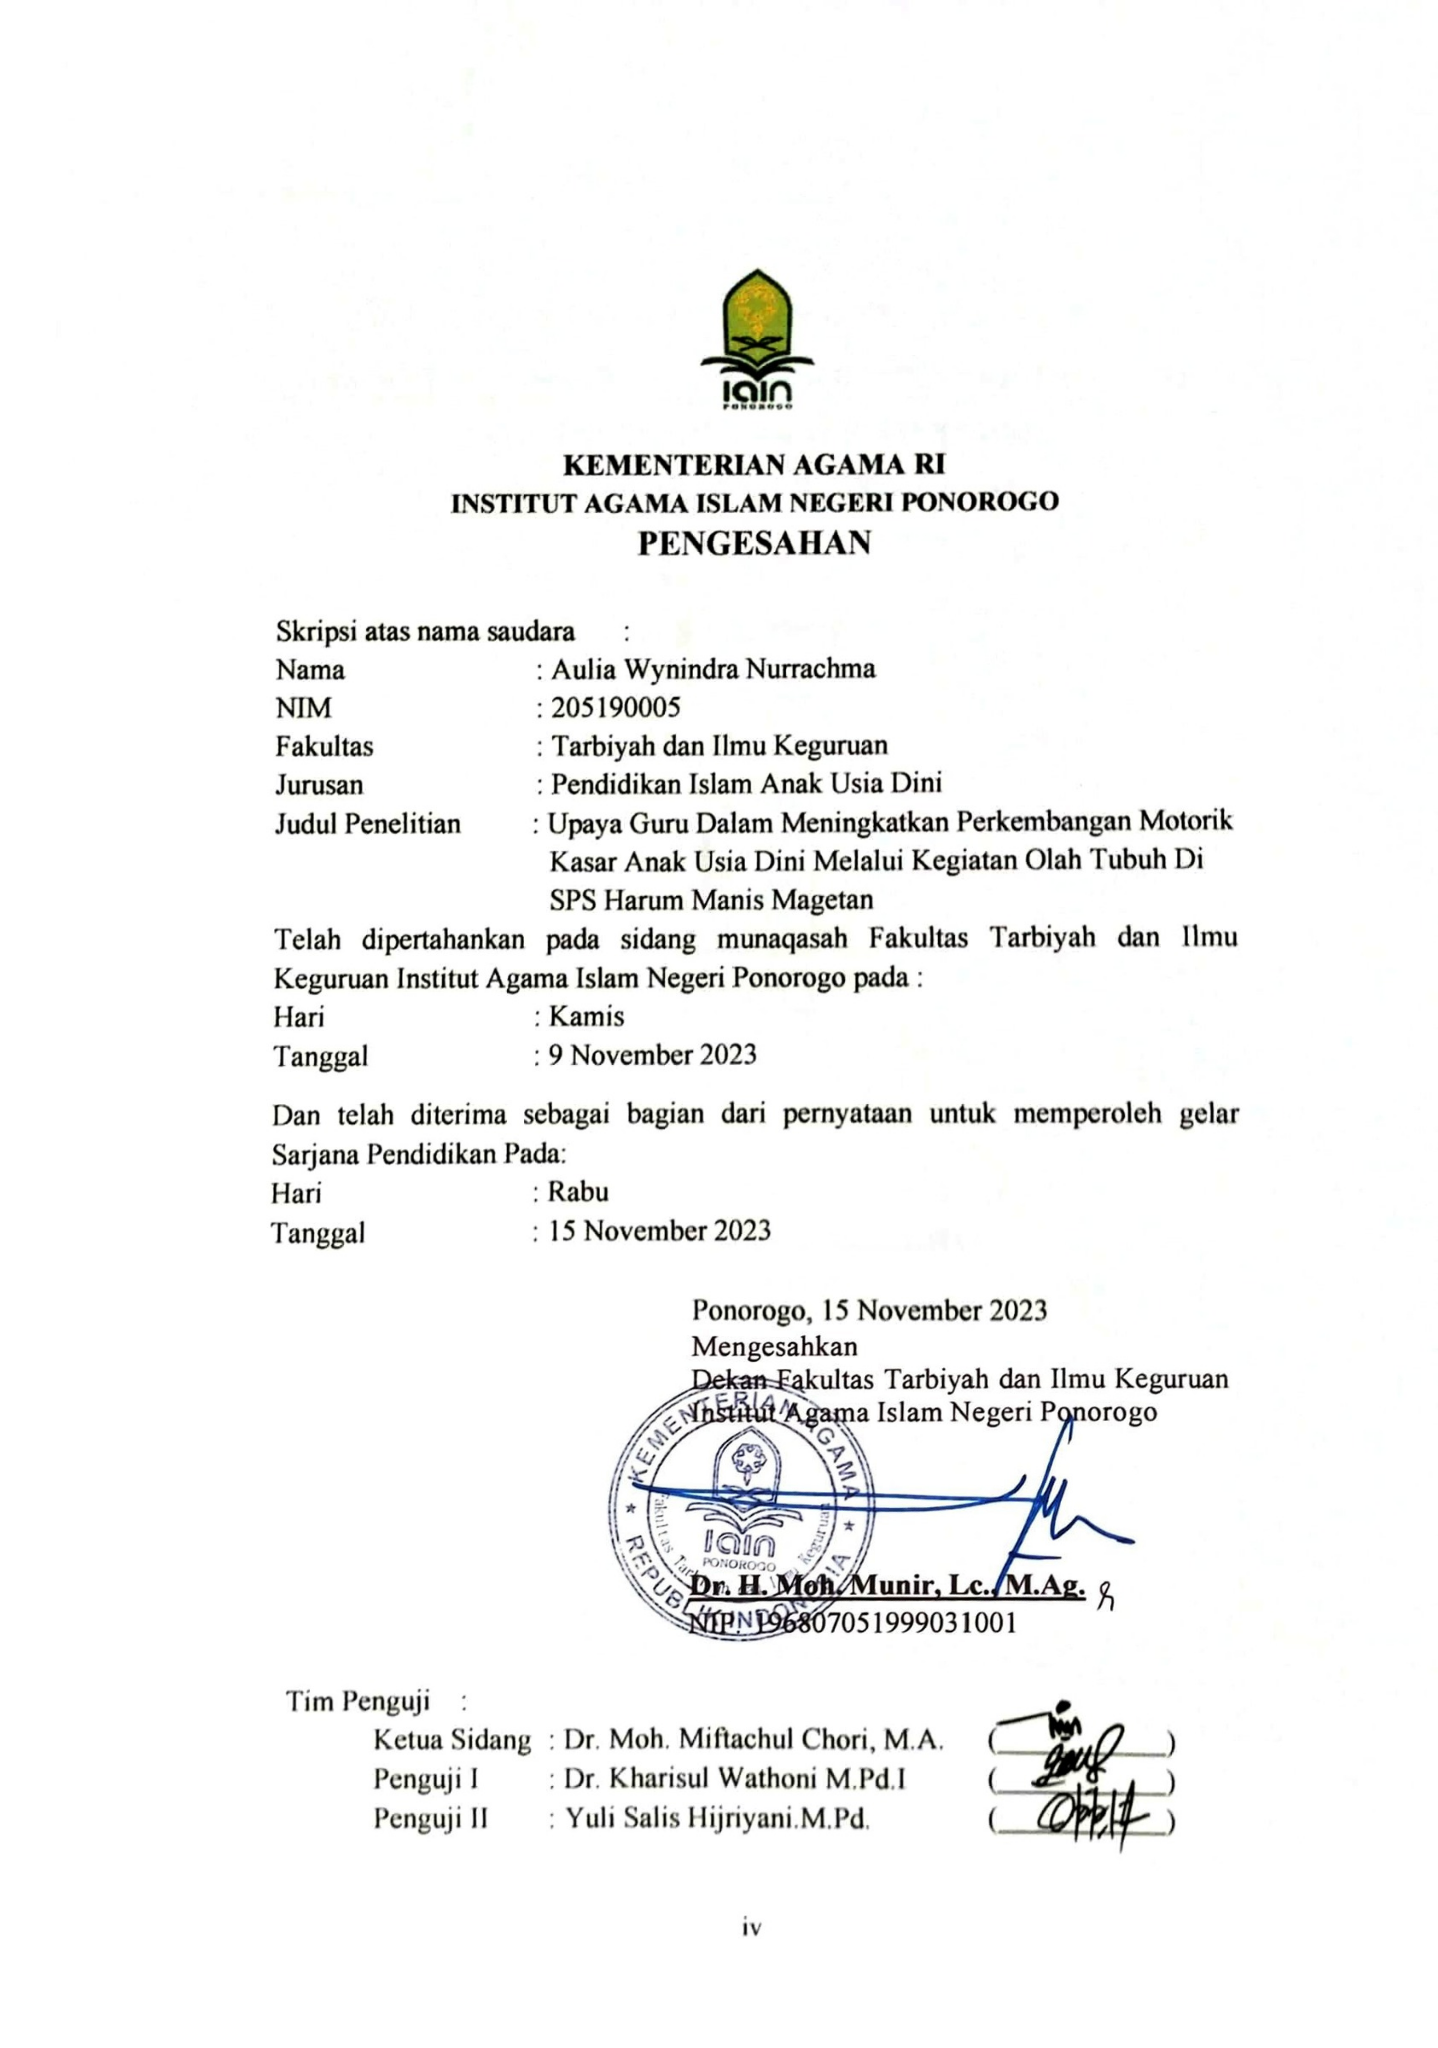 iain
PONOROGO
KEMENTERIAN AGAMA RI
INSTITUT AGAMA ISLAM NEGERI PONOROGO
PENGESAHAN
Skripsi atas nama saudara :
Nama : Aulia Wynindra Nurrachma
NIM : 205190005
Fakultas : Tarbiyah dan Ilmu Keguruan
Jurusan : Pendidikan Islam Anak Usia Dini
Judul Penelitian : Upaya Guru Dalam Meningkatkan Perkembangan Motorik
Kasar Anak Usia Dini Melalui Kegiatan Olah Tubuh Di
SPS Harum Manis Magetan
Telah dipertahankan pada sidang munaqasah Fakultas Tarbiyah dan Ilmu
Keguruan Institut Agama Islam Negeri Ponorogo pada :
Hari : Kamis
Tanggal : 9 November 2023
Dan telah diterima sebagai bagian dari pernyataan untuk memperoleh gelar
Sarjana Pendidikan Pada:
Hari : Rabu
Tanggal : 15 November 2023
Ponorogo, 15 November 2023
Mengesahkan
Dekan Fakultas Tarbiyah dan Ilmu Keguruan
Institut Agama Islam Negeri Ponorogo
KEMENTERIAN AGAMA
REPUBLIK INDONESIA
Fakultas Tarbiyah dan Ilmu Keguruan
iain
PONOROGO
Dr. H. Moh. Munir, Lc., M.Ag.
NIP. 196807051999031001
Tim Penguji :
Ketua Sidang : Dr. Moh. Miftachul Chori, M.A. ( )
Penguji I : Dr. Kharisul Wathoni M.Pd.I ( )
Penguji II : Yuli Salis Hijriyani.M.Pd. ( )
iv